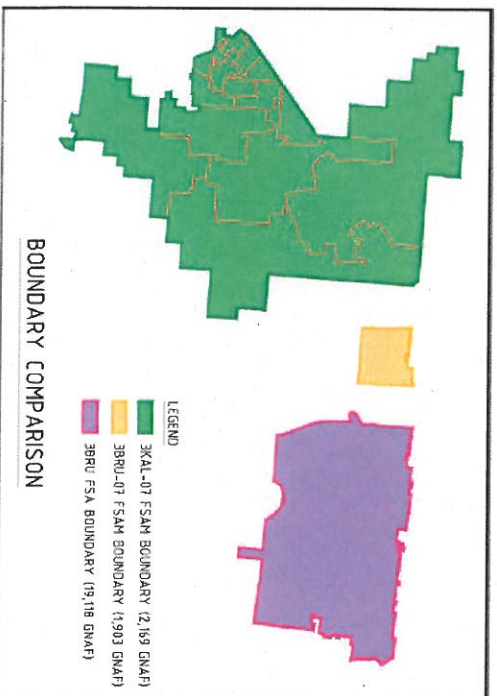 LEGEND
3KAL-07 FSAM BOUNDARY (2,169 GNAF)
3BRU-07 FSAM BOUNDARY (1,903 GNAF)
3BRU FSA BOUNDARY (19,118 GNAF)
BOUNDARY COMPARISON